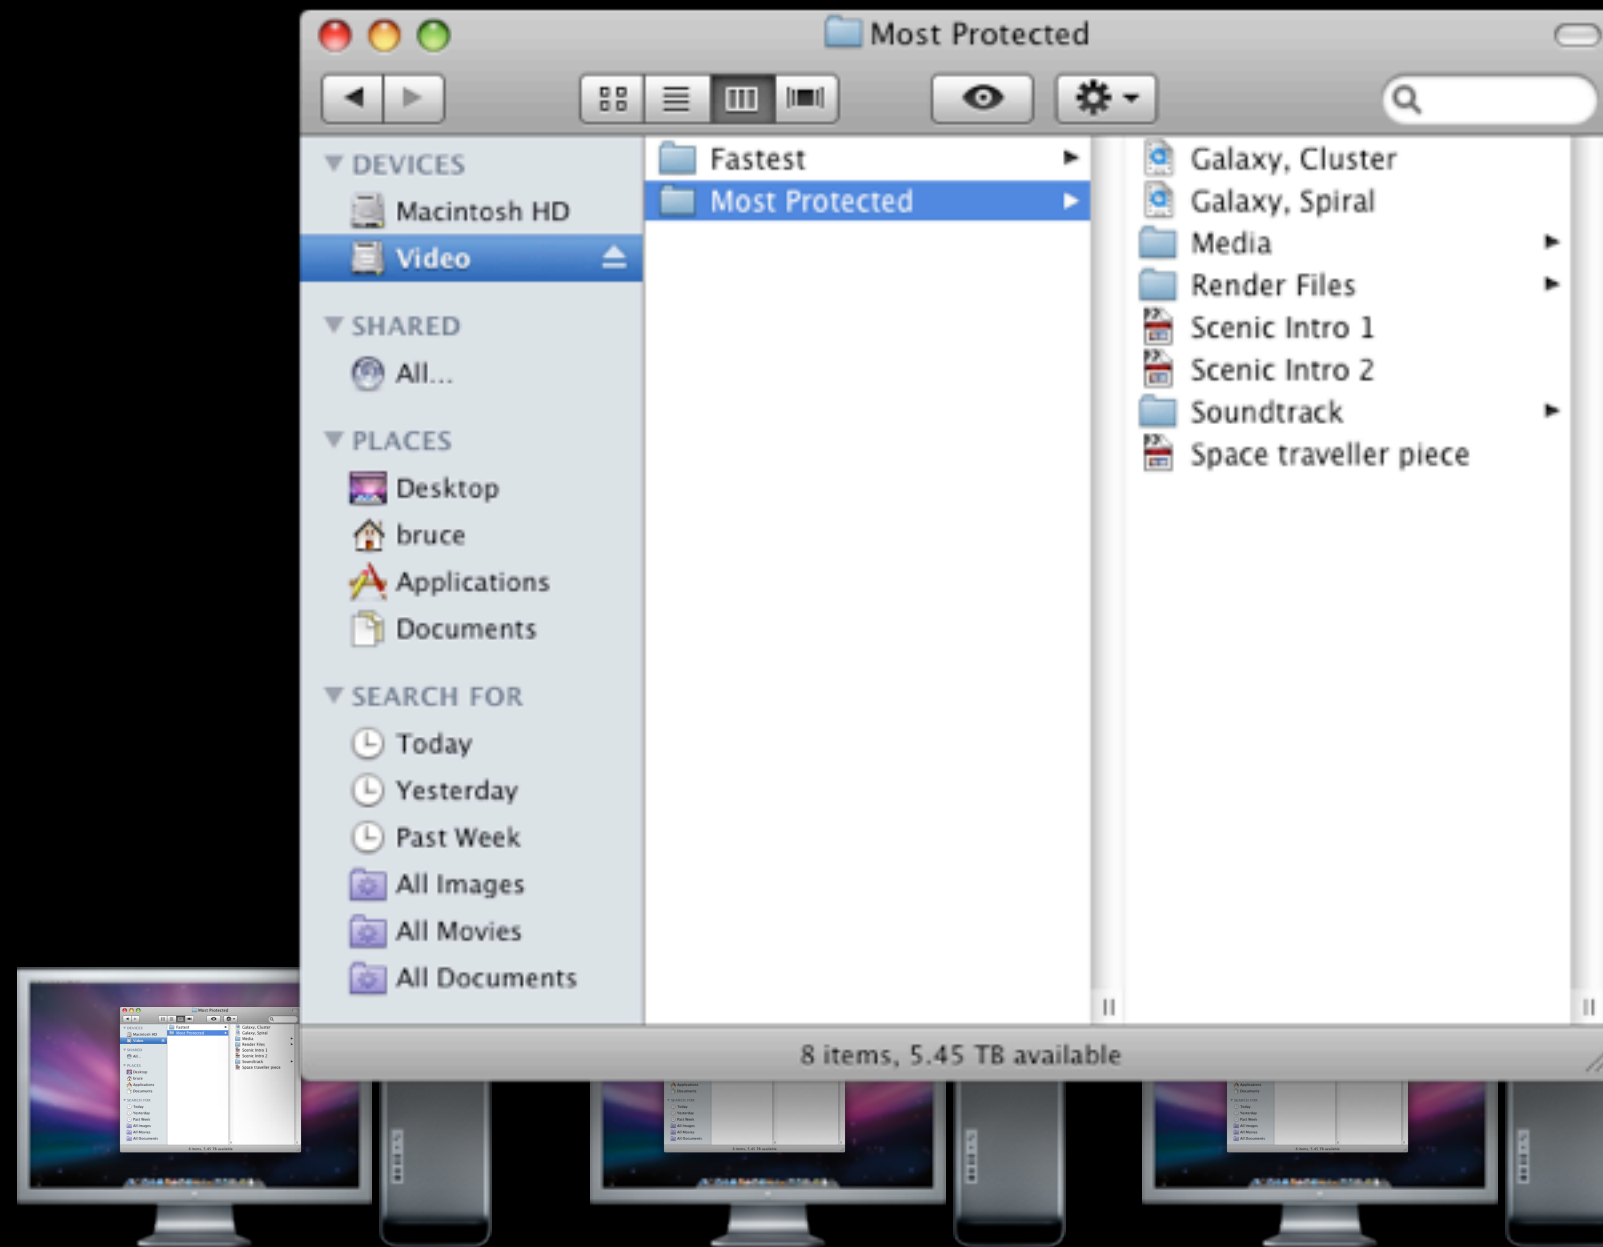 Most Protected
DEVICES
Macintosh HD
Video
SHARED
All...
PLACES
Desktop
bruce
Applications
Documents
SEARCH FOR
Today
Yesterday
Past Week
All Images
All Movies
All Documents
Fastest
Most Protected
Galaxy, Cluster
Galaxy, Spiral
Media
Render Files
Scenic Intro 1
Scenic Intro 2
Soundtrack
Space traveller piece
8 items, 5.45 TB available